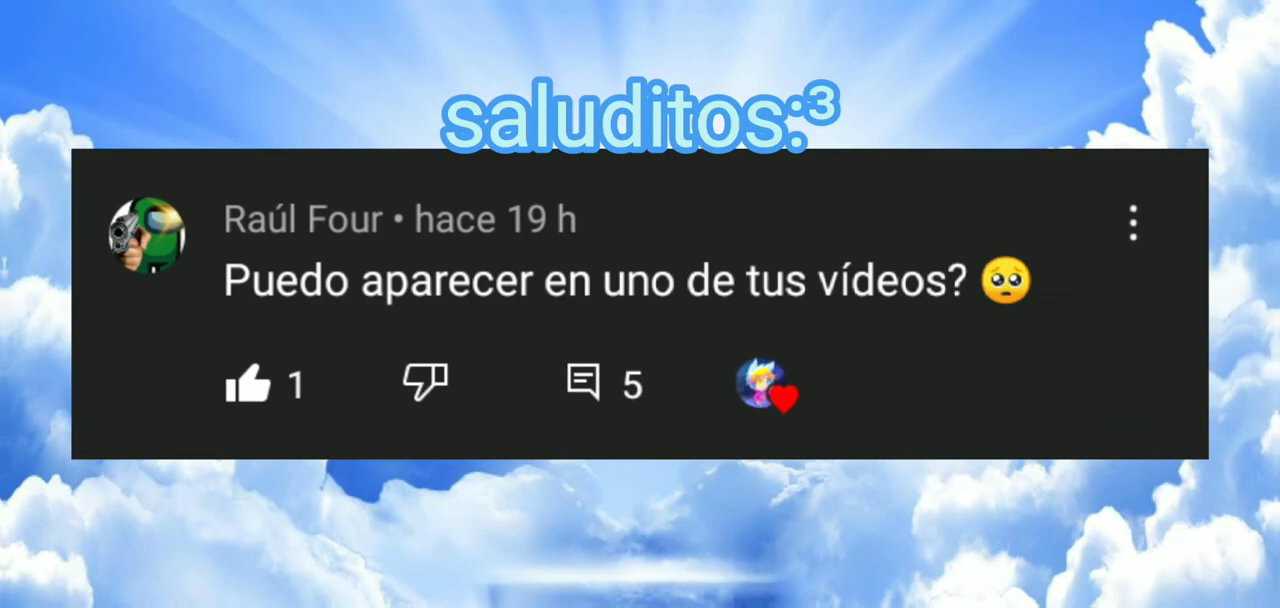 saluditos:³
Raúl Four • hace 19 h
Puedo aparecer en uno de tus vídeos? 🥺
1 5